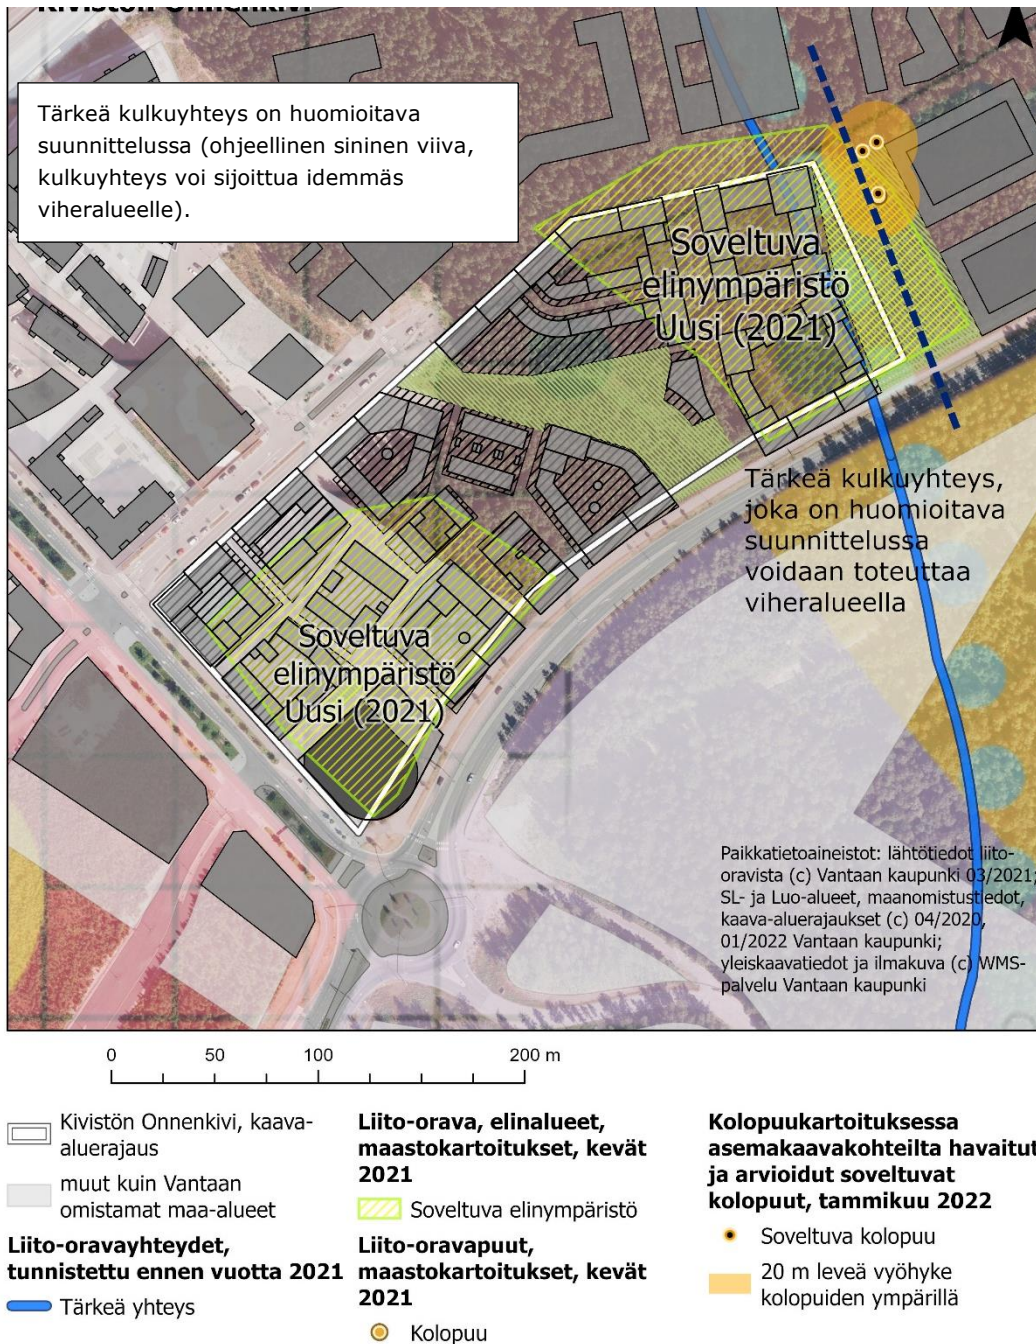 Kivistön Onnenkivi
Tärkeä kulkuyhteys on huomioitava
suunnittelussa (ohjeellinen sininen viiva,
kulkuyhteys voi sijoittua idemmäs
viheralueelle).
Soveltuva
elinympäristö
Uusi (2021)
Tärkeä kulkuyhteys,
joka on huomioitava
suunnittelussa
voidaan toteuttaa
viheralueella
Soveltuva
elinympäristö
Uusi (2021)
Paikkatietoaineistot: lähtötiedot liito-
oravista (c) Vantaan kaupunki 03/2021;
SL- ja Luo-alueet, maanomistustiedot,
kaava-aluerajaukset (c) 04/2020,
01/2022 Vantaan kaupunki;
yleiskaavatiedot ja ilmakuva (c) WMS-
palvelu Vantaan kaupunki
0 50 100 200 m
Kivistön Onnenkivi, kaava-
aluerajaus
muut kuin Vantaan
omistamat maa-alueet
Liito-oravayhteydet,
tunnistettu ennen vuotta 2021
Tärkeä yhteys
Liito-orava, elinalueet,
maastokartoitukset, kevät
2021
Soveltuva elinympäristö
Liito-oravapuut,
maastokartoitukset, kevät
2021
Kolopuu
Kolopuukartoituksessa
asemakaavakohteilta havaitut
ja arvioidut soveltuvat
kolopuut, tammikuu 2022
Soveltuva kolopuu
20 m leveä vyöhyke
kolopuiden ympärillä